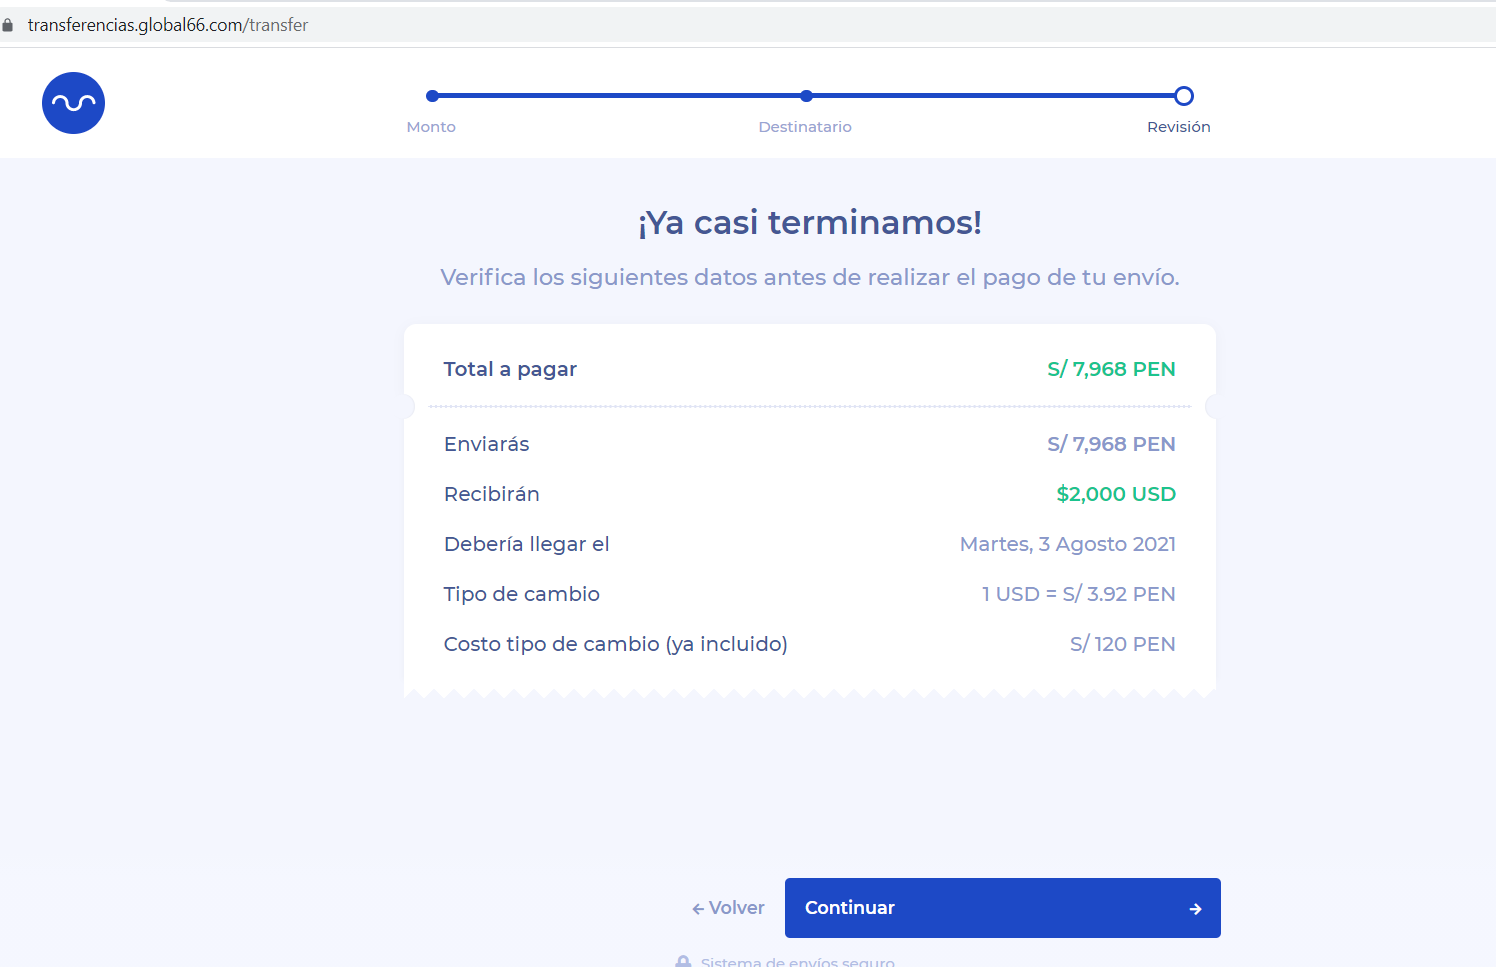 transferencias.global66.com/transfer
Monto
Destinatario
Revisión
¡Ya casi terminamos!
Verifica los siguientes datos antes de realizar el pago de tu envío.
Total a pagar S/ 7,968 PEN
Enviarás S/ 7,968 PEN
Recibirán $2,000 USD
Debería llegar el Martes, 3 Agosto 2021
Tipo de cambio 1 USD = S/ 3.92 PEN
Costo tipo de cambio (ya incluido) S/ 120 PEN
← Volver
Continuar →
Sistema de envíos seguro